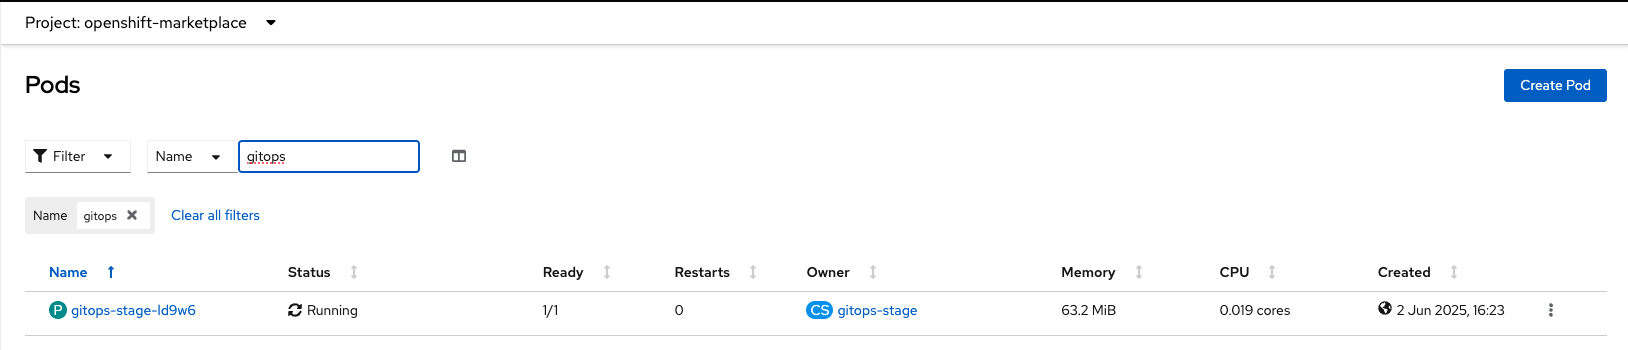 Project: openshift-marketplace
Pods
Create Pod
Filter Name gitops
Name gitops Clear all filters
Name Status Ready Restarts Owner Memory CPU Created
P gitops-stage-ld9w6 Running 1/1 0 CS gitops-stage 63.2 MiB 0.019 cores 2 Jun 2025, 16:23